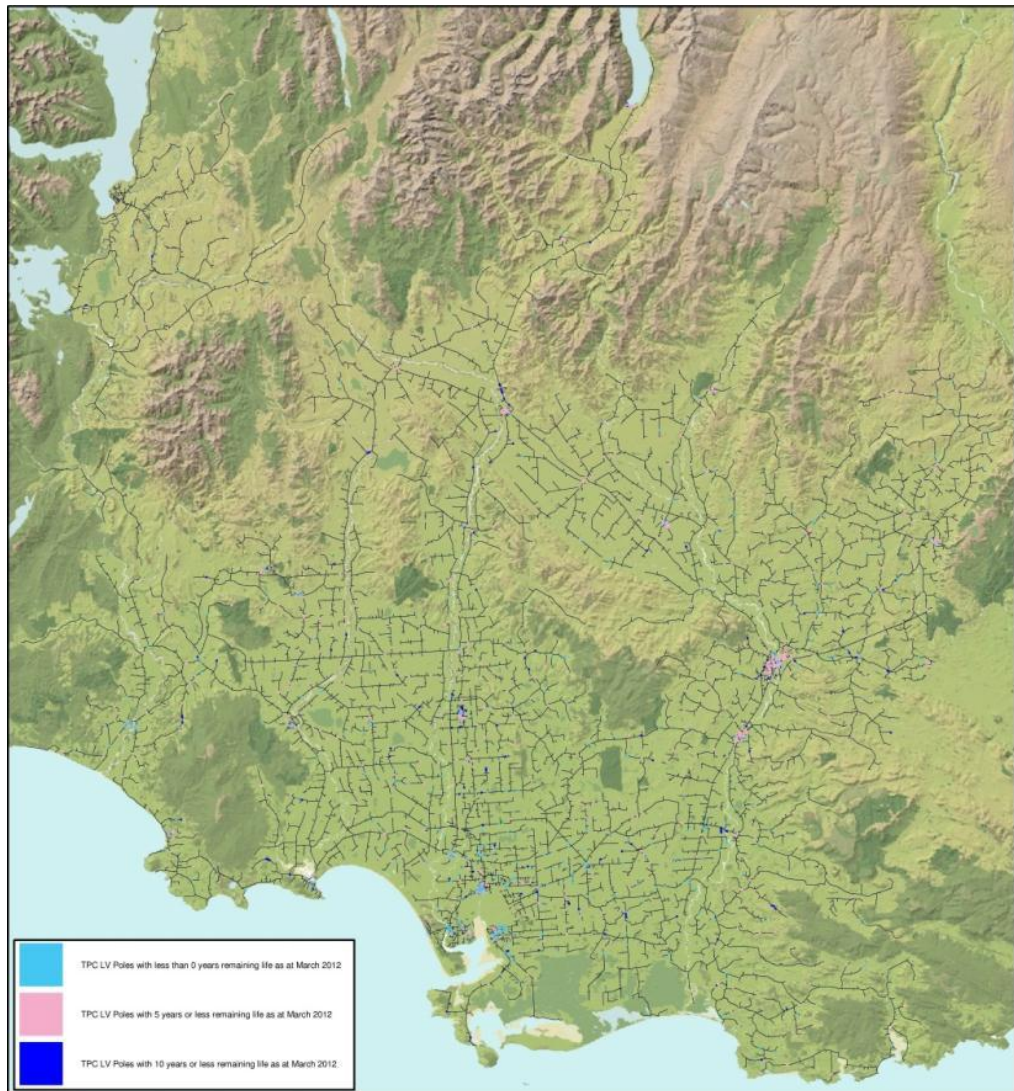 TPC LV Poles with less than 0 years remaining life as at March 2012
TPC LV Poles with 5 years or less remaining life as at March 2012
TPC LV Poles with 10 years or less remaining life as at March 2012